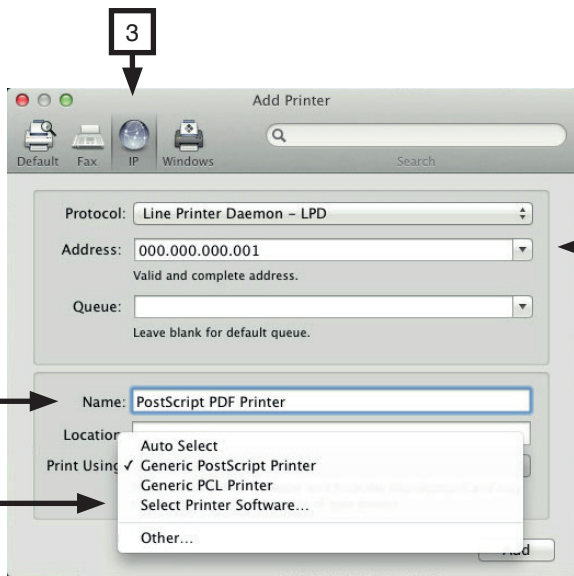 3
Add Printer
Default Fax IP Windows Search
Protocol: Line Printer Daemon – LPD
Address: 000.000.000.001
Valid and complete address.
Queue:
Leave blank for default queue.
Name: PostScript PDF Printer
Location
Auto Select
Print Using ✓ Generic PostScript Printer
Generic PCL Printer
Select Printer Software...
Other...